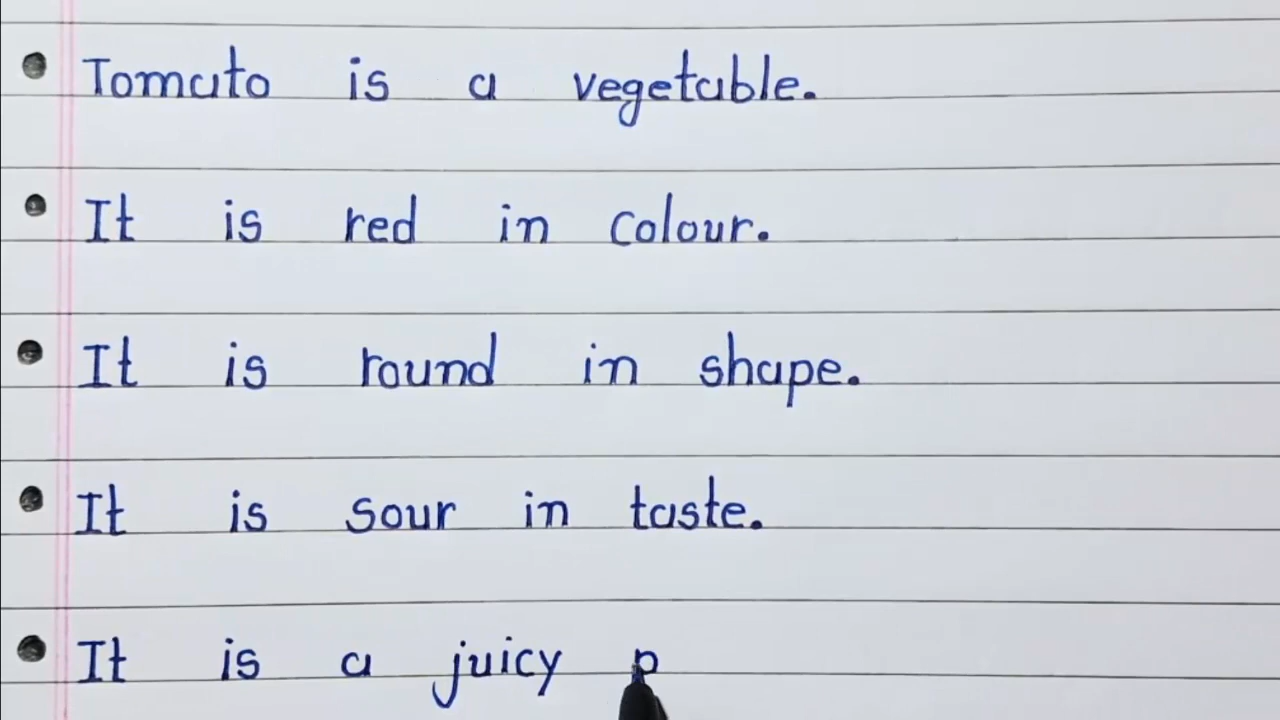 Tomato is a vegetable.
It is red in colour.
It is round in shape.
It is sour in taste.
It is a juicy p